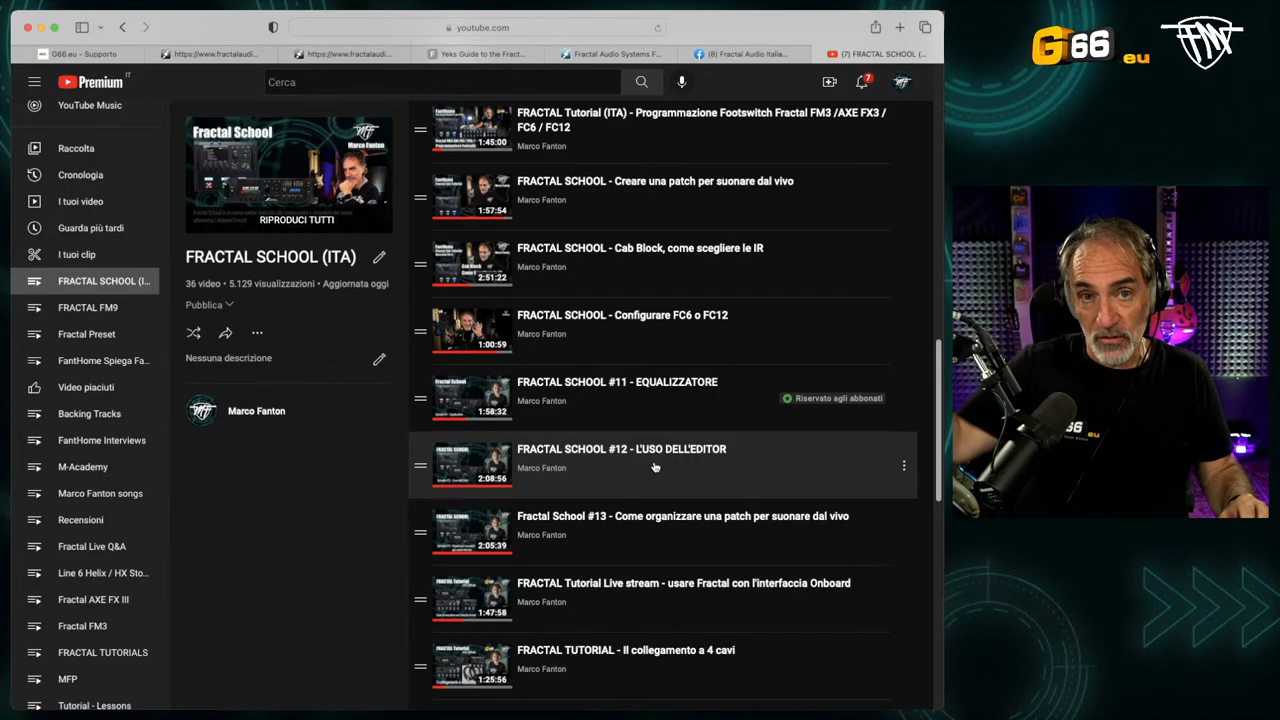 youtube.com
G66.eu - Supporto
https://www.fractalaudi...
https://www.fractalaudi...
Yeks Guide to the Fract...
Fractal Audio Systems F...
(8) Fractal Audio Italia...
(7) FRACTAL SCHOOL (...
G66 eu
Premium IT
Cerca
7
YouTube Music
Raccolta
Cronologia
I tuoi video
Guarda più tardi
I tuoi clip
FRACTAL SCHOOL (I...
FRACTAL FM9
Fractal Preset
FantHome Spiega Fa...
Video piaciuti
Backing Tracks
FantHome Interviews
M-Academy
Marco Fanton songs
Recensioni
Fractal Live Q&A
Line 6 Helix / HX Sto...
Fractal AXE FX III
Fractal FM3
FRACTAL TUTORIALS
MFP
Tutorial - Lessons
Fractal School
Marco Fanton
RIPRODUCI TUTTI
FRACTAL SCHOOL (ITA)
36 video • 5.129 visualizzazioni • Aggiornata oggi
Pubblica
Nessuna descrizione
Marco Fanton
1:45:00
FRACTAL Tutorial (ITA) - Programmazione Footswitch Fractal FM3 /AXE FX3 /
FC6 / FC12
Marco Fanton
1:57:54
FRACTAL SCHOOL - Creare una patch per suonare dal vivo
Marco Fanton
2:51:22
FRACTAL SCHOOL - Cab Block, come scegliere le IR
Marco Fanton
1:00:59
FRACTAL SCHOOL - Configurare FC6 o FC12
Marco Fanton
1:58:32
FRACTAL SCHOOL #11 - EQUALIZZATORE
Marco Fanton
Riservato agli abbonati
2:08:56
FRACTAL SCHOOL #12 - L'USO DELL'EDITOR
Marco Fanton
2:05:39
Fractal School #13 - Come organizzare una patch per suonare dal vivo
Marco Fanton
1:47:58
FRACTAL Tutorial Live stream - usare Fractal con l'interfaccia Onboard
Marco Fanton
1:25:56
FRACTAL TUTORIAL - Il collegamento a 4 cavi
Marco Fanton